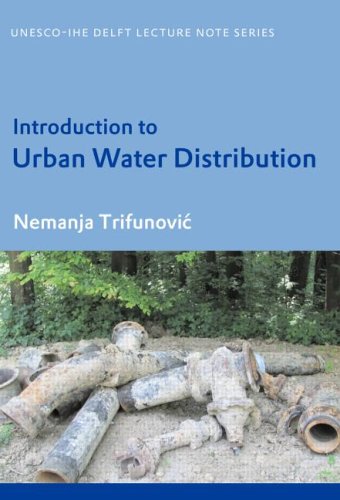 UNESCO-IHE DELFT LECTURE NOTE SERIES
Introduction to
Urban Water Distribution
Nemanja Trifunović